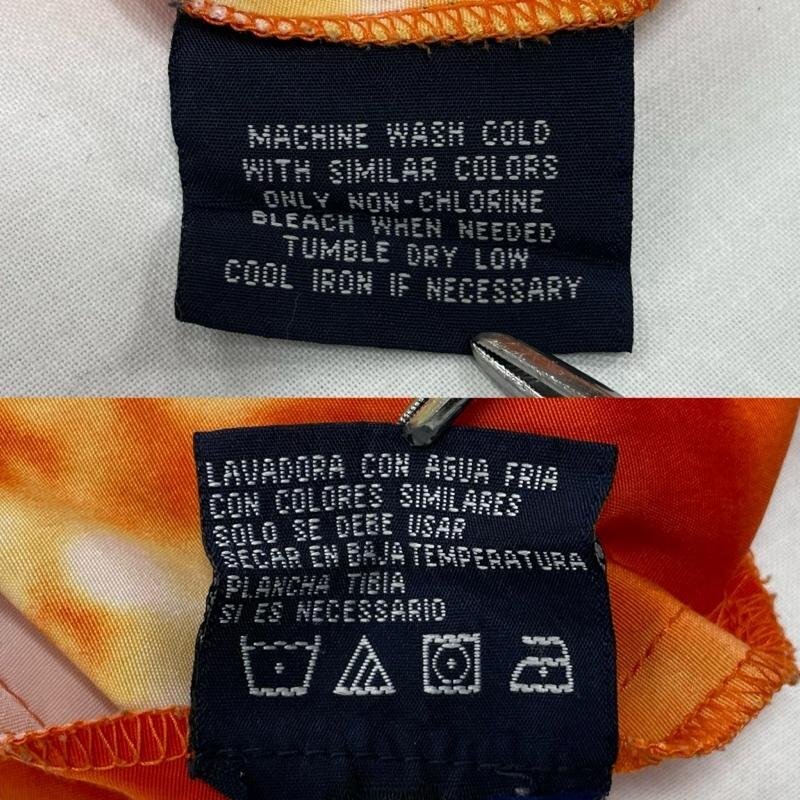 MACHINE WASH COLD
WITH SIMILAR COLORS
ONLY NON-CHLORINE
BLEACH WHEN NEEDED
TUMBLE DRY LOW
COOL IRON IF NECESSARY
LAVADORA CON AGUA FRIA
CON COLORES SIMILARES
SOLO SE DEBE USAR
SECAR EN BAJA TEMPERATURA
PLANCHA TIBIA
SI ES NECESSARIO